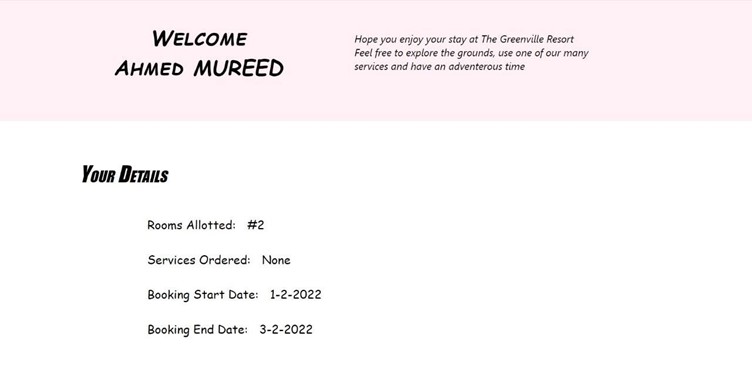 Welcome
Ahmed MUREED
Hope you enjoy your stay at The Greenville Resort
Feel free to explore the grounds, use one of our many
services and have an adventerous time
Your Details
Rooms Allotted: #2
Services Ordered: None
Booking Start Date: 1-2-2022
Booking End Date: 3-2-2022